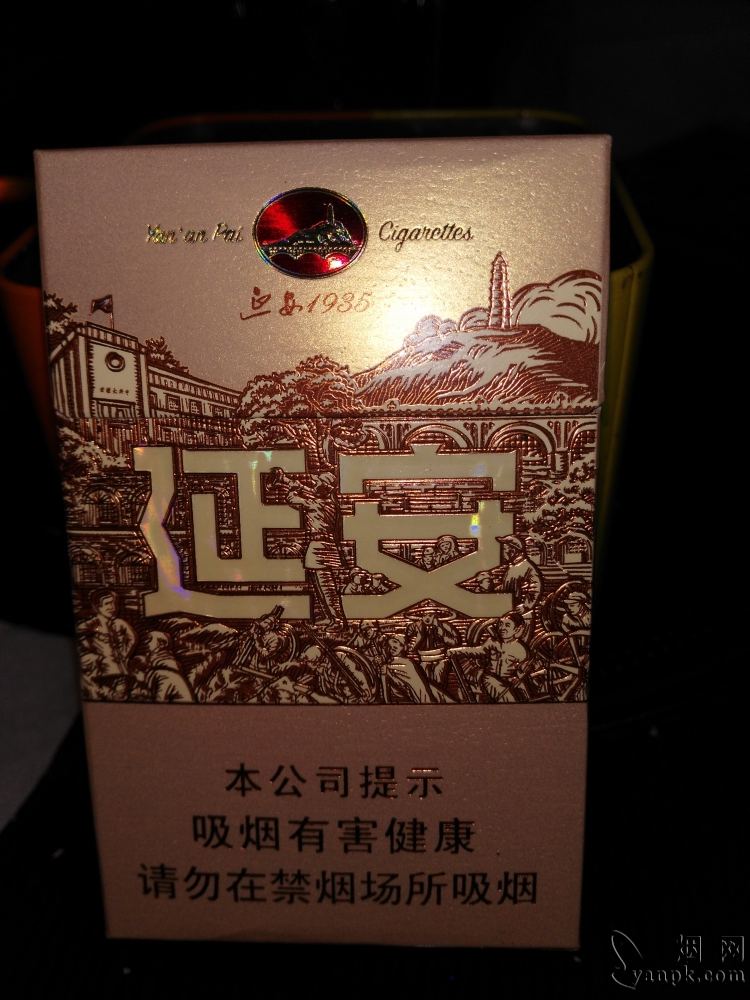 Yan'an Pai Cigarettes
延安1935
延安
本公司提示
吸烟有害健康
请勿在禁烟场所吸烟
烟网
yanpk.com